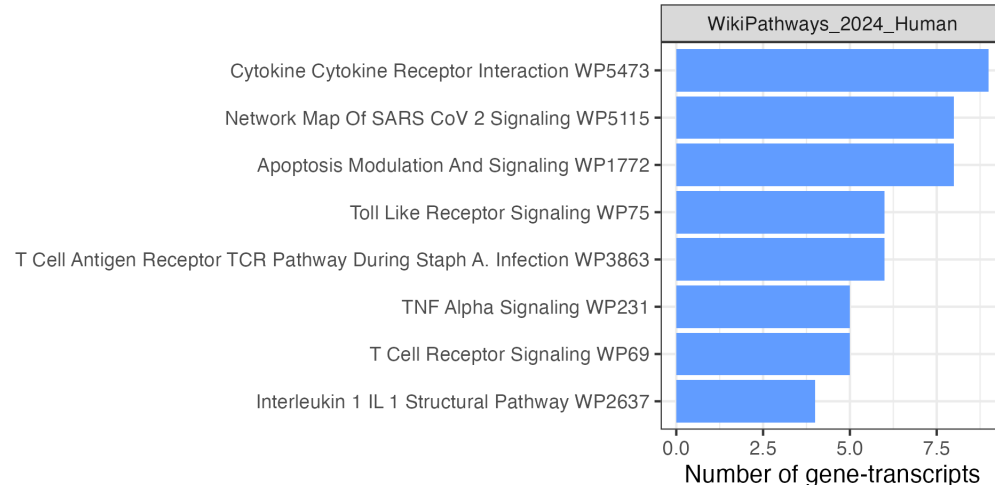 WikiPathways_2024_Human
Cytokine Cytokine Receptor Interaction WP5473
Network Map Of SARS CoV 2 Signaling WP5115
Apoptosis Modulation And Signaling WP1772
Toll Like Receptor Signaling WP75
T Cell Antigen Receptor TCR Pathway During Staph A. Infection WP3863
TNF Alpha Signaling WP231
T Cell Receptor Signaling WP69
Interleukin 1 IL 1 Structural Pathway WP2637
0.0 2.5 5.0 7.5
Number of gene-transcripts